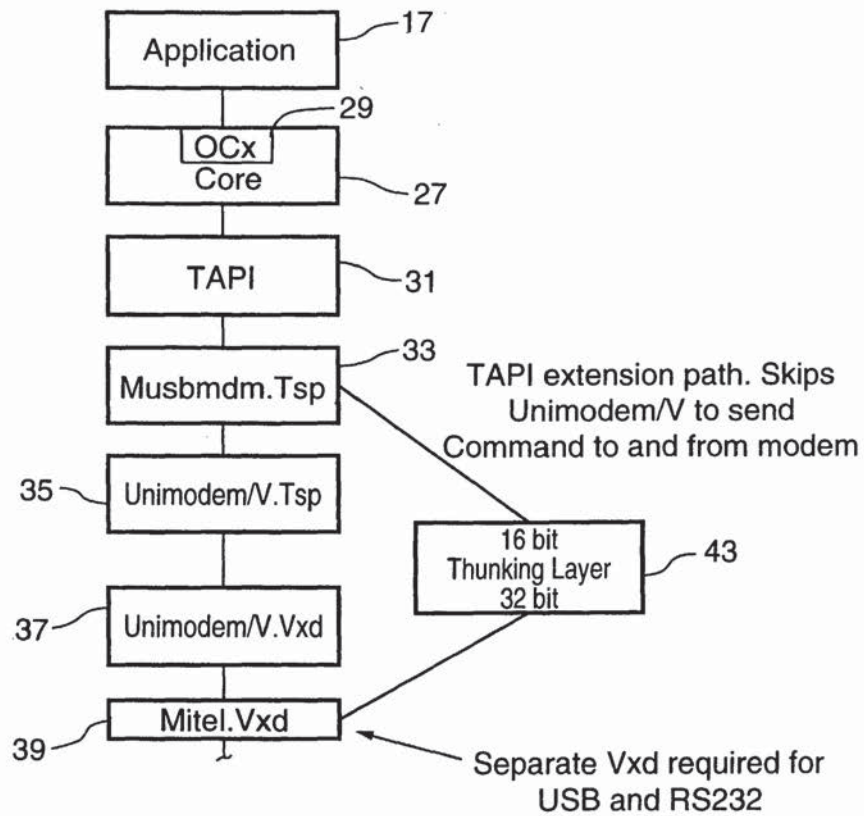 Application
17
OCx
29
Core
27
TAPI
31
Musbmdm.Tsp
33
TAPI extension path. Skips
Unimodem/V to send
Command to and from modem
35
Unimodem/V.Tsp
16 bit
Thunking Layer
32 bit
43
37
Unimodem/V.Vxd
39
Mitel.Vxd
Separate Vxd required for
USB and RS232